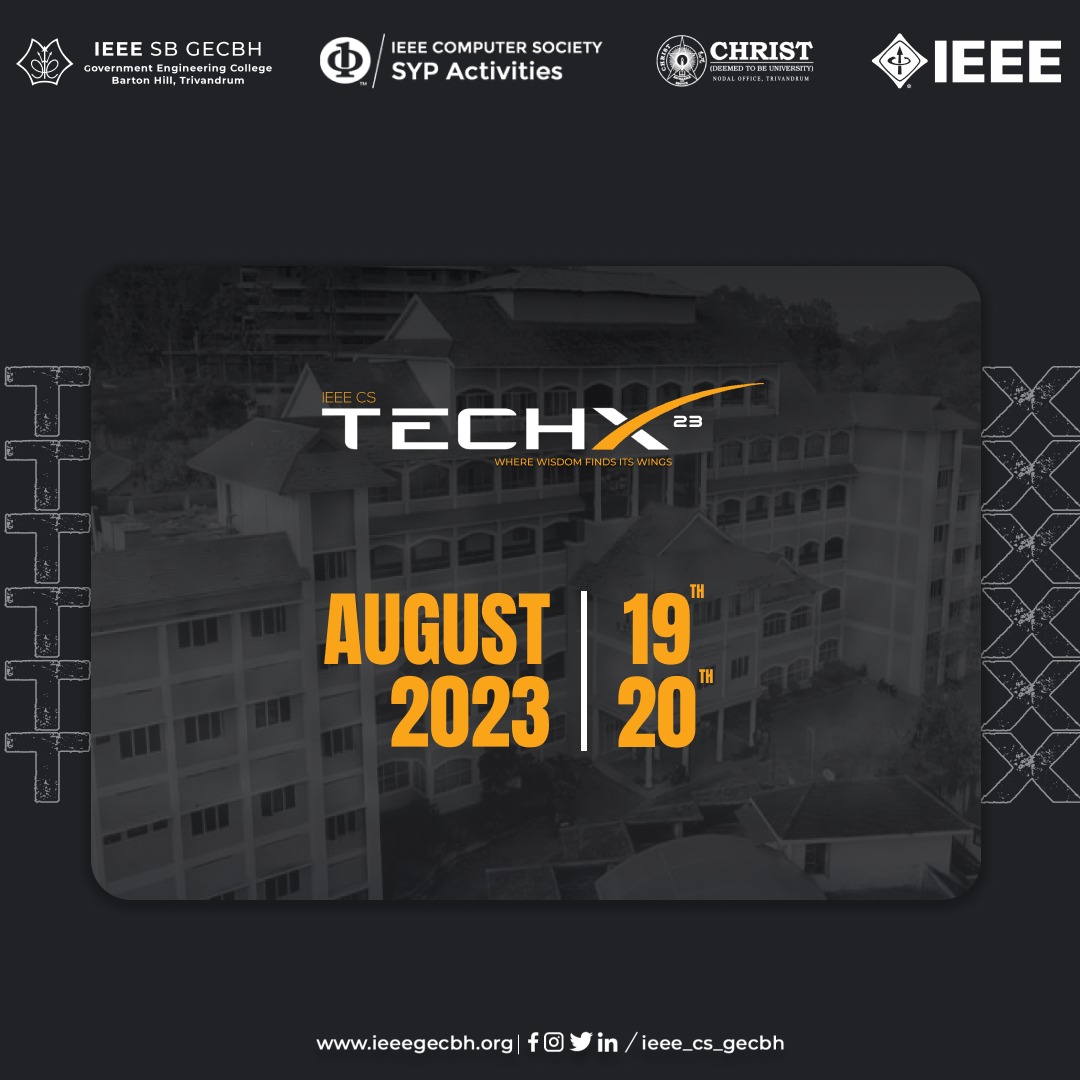 IEEE SB GECBH
Government Engineering College
Barton Hill, Trivandrum
IEEE COMPUTER SOCIETY
SYP Activities
TM
CHRIST
(DEEMED TO BE UNIVERSITY)
NODAL OFFICE, TRIVANDRUM
IEEE
IEEE CS
TECHX 23
WHERE WISDOM FINDS ITS WINGS
AUGUST
2023
19TH
20TH
T
T
T
T
T
T
X
X
X
X
X
X
www.ieeegecbh.org| / ieee_cs_gecbh